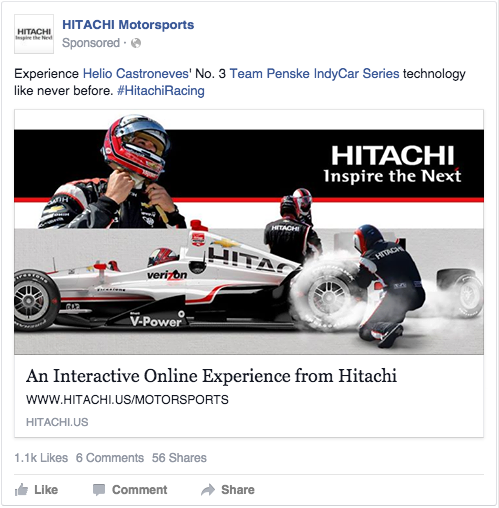 HITACHI
Inspire the Next
HITACHI Motorsports
Sponsored ·
Experience Helio Castroneves' No. 3 Team Penske IndyCar Series technology
like never before. #HitachiRacing
HITACHI
Inspire the Next
HITACHI
HITACHI
HITACHI
verizon
Firestone
Shell
V-Power
An Interactive Online Experience from Hitachi
WWW.HITACHI.US/MOTORSPORTS
HITACHI.US
1.1k Likes 6 Comments 56 Shares
Like Comment Share